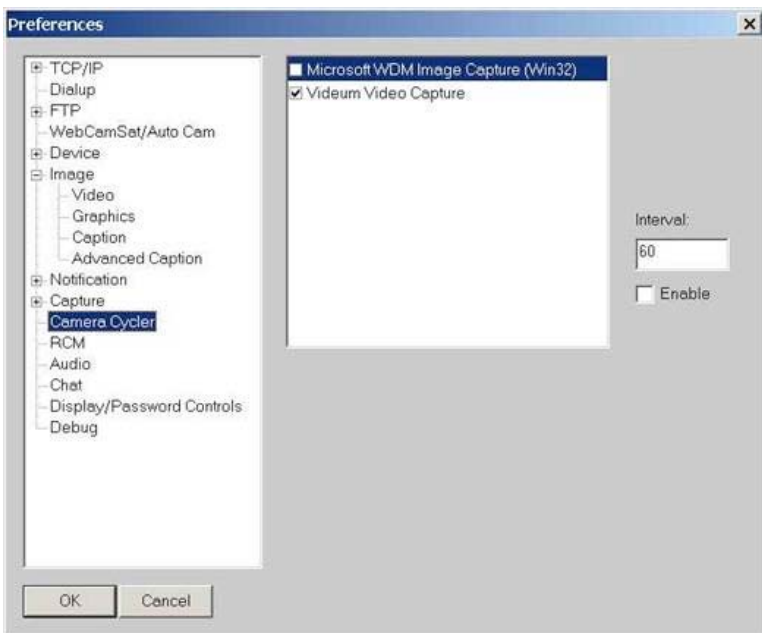 Preferences
TCP/IP
Dialup
FTP
WebCamSat/Auto Cam
Device
Image
Video
Graphics
Caption
Advanced Caption
Notification
Capture
Camera Cycler
RCM
Audio
Chat
Display/Password Controls
Debug
Microsoft WDM Image Capture (Win32)
Videum Video Capture
Interval:
60
Enable
OK
Cancel